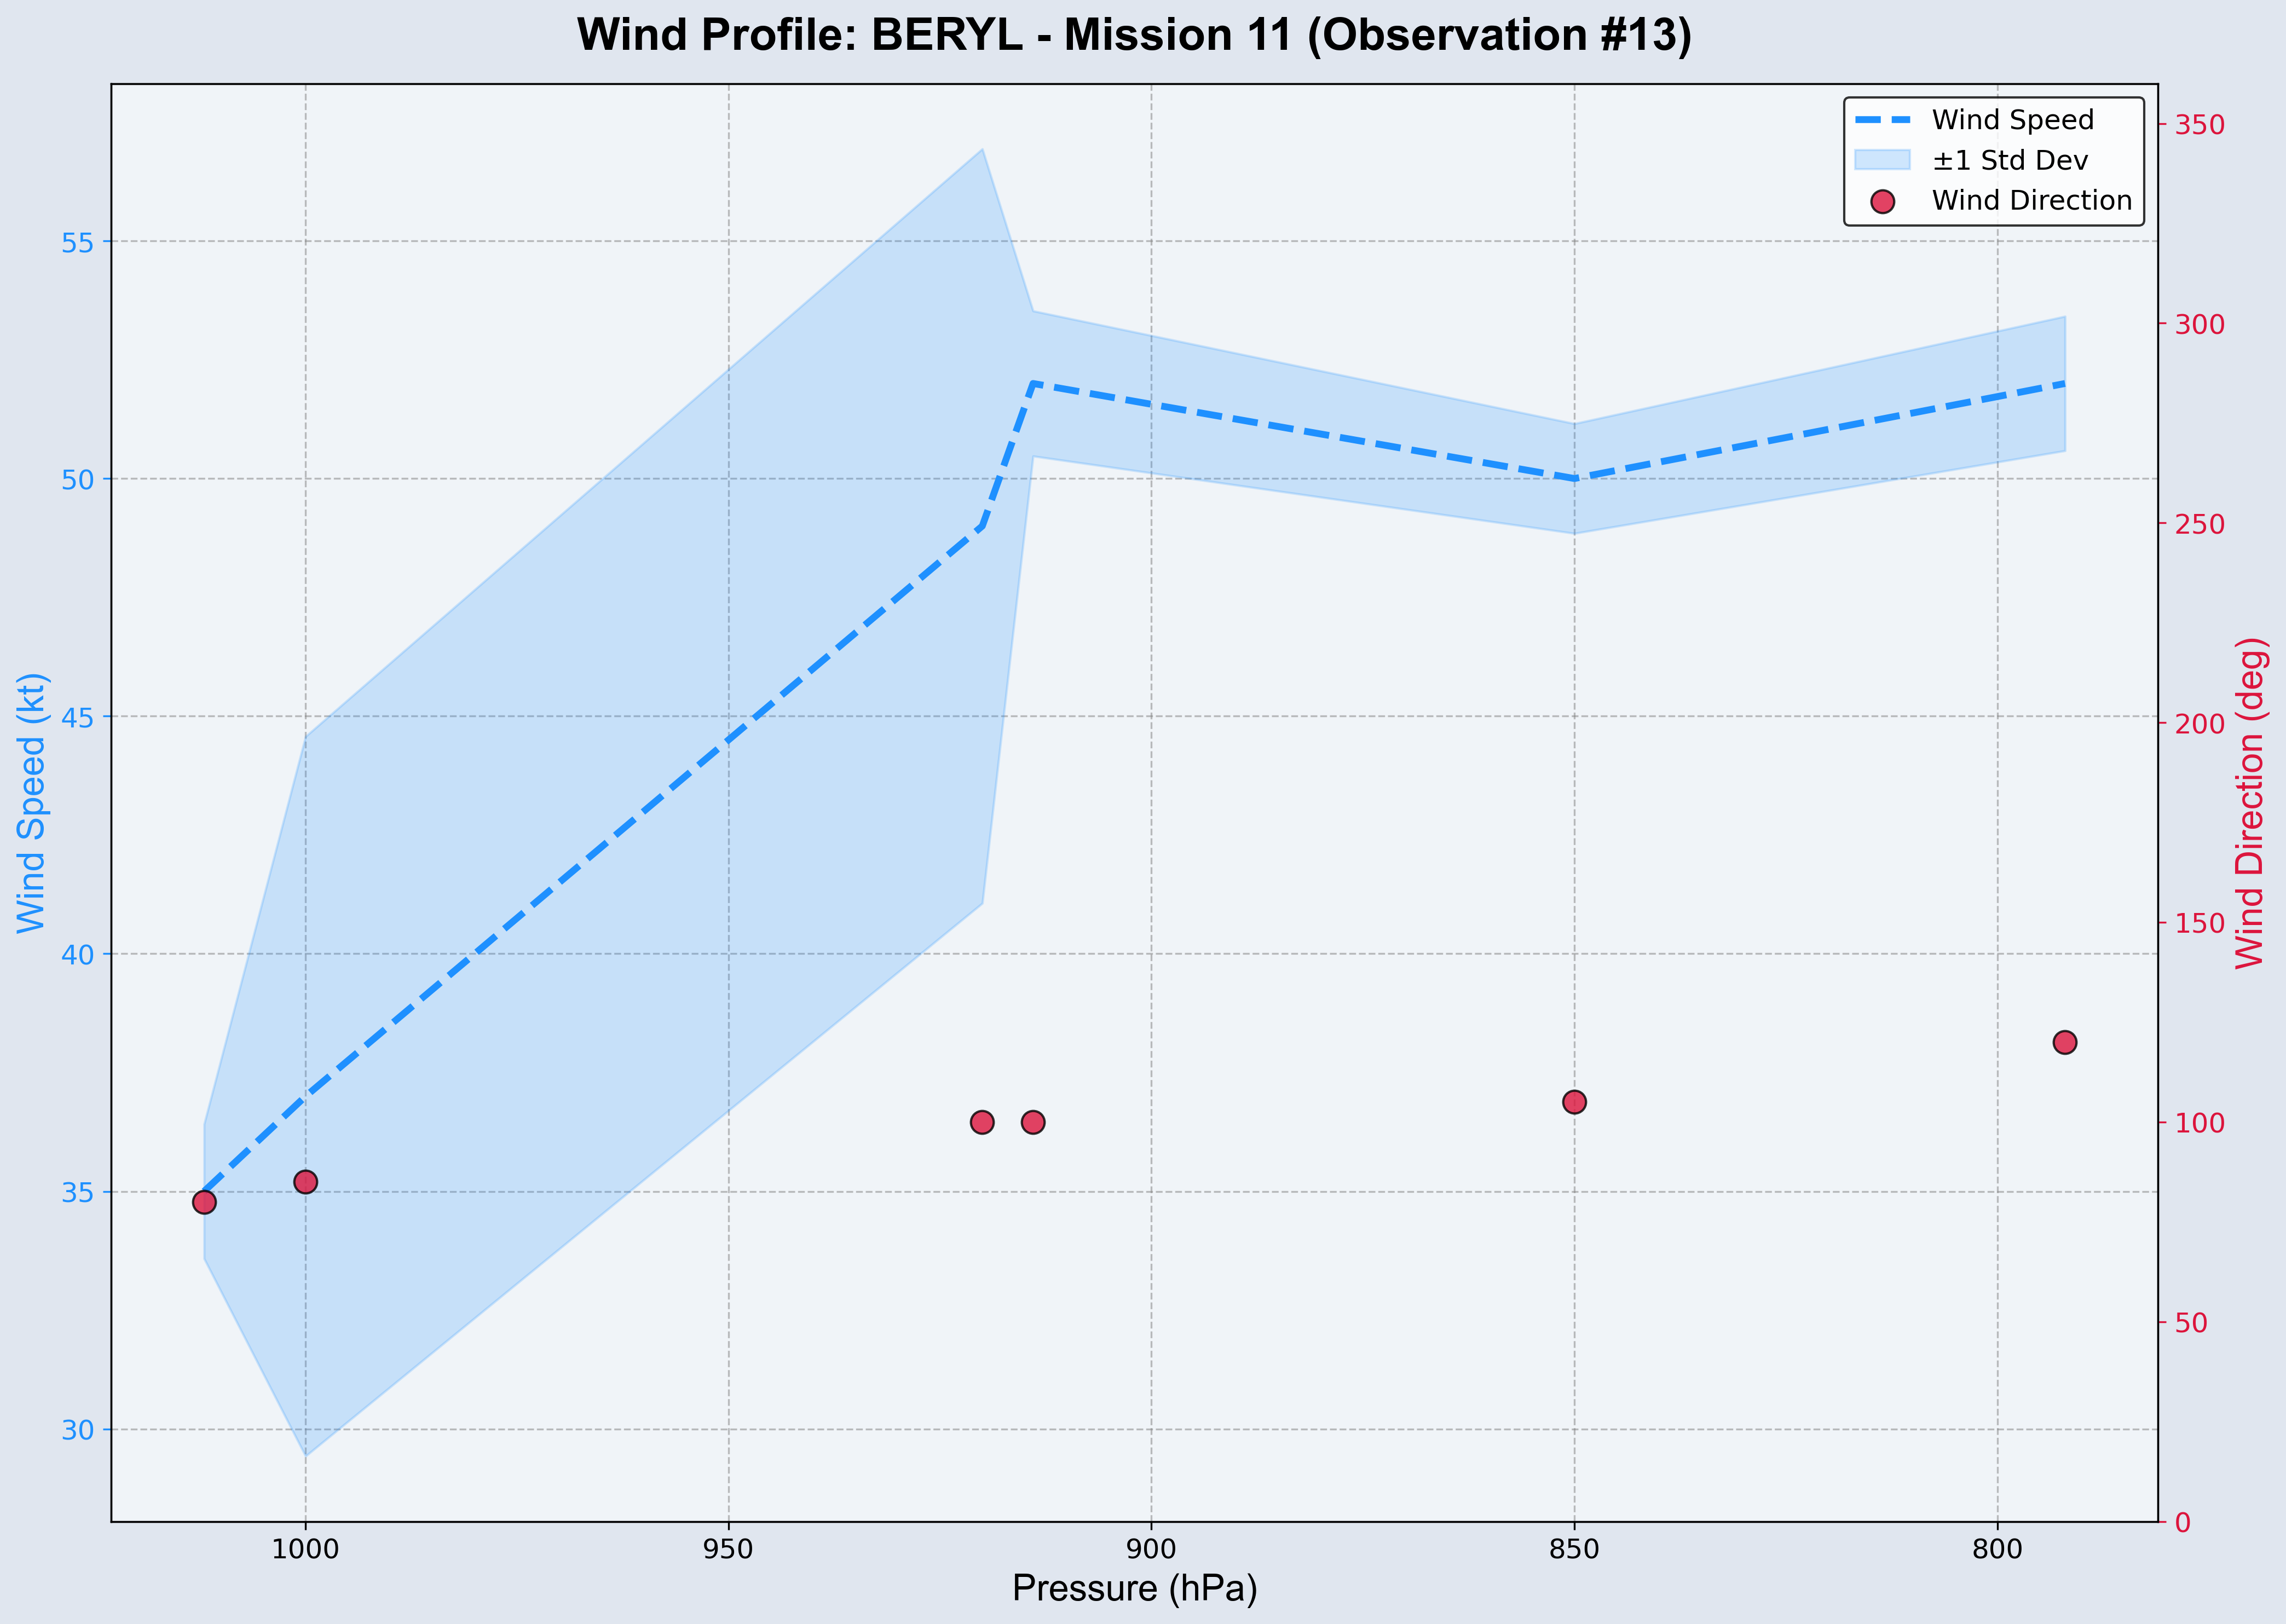 Wind Profile: BERYL - Mission 11 (Observation #13)
Wind Speed
±1 Std Dev
Wind Direction
Wind Speed (kt)
55
50
45
40
35
30
350
300
250
200
150
100
50
0
Wind Direction (deg)
1000 950 900 850 800
Pressure (hPa)